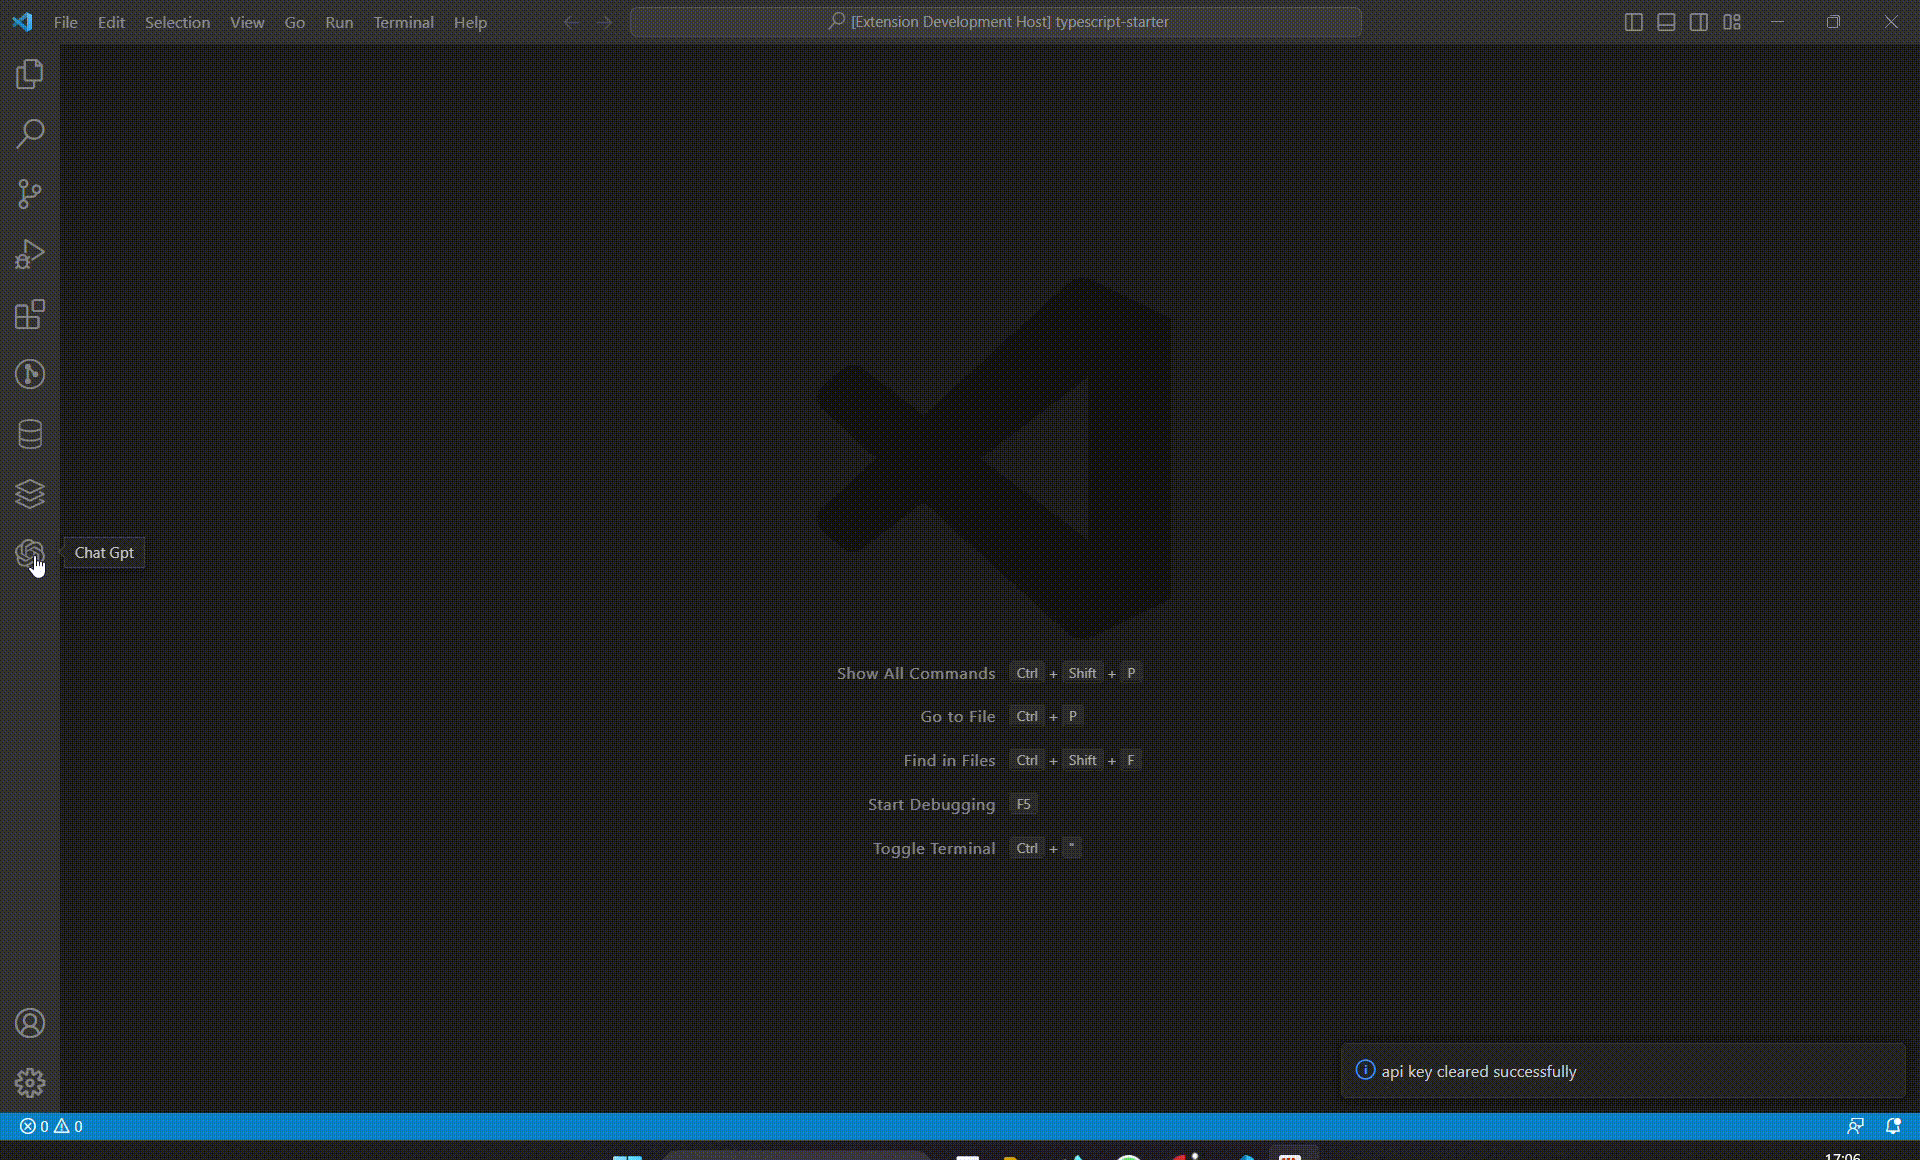 File Edit Selection View Go Run Terminal Help
[Extension Development Host] typescript-starter
Chat Gpt
Show All Commands Ctrl + Shift + P
Go to File Ctrl + P
Find in Files Ctrl + Shift + F
Start Debugging F5
Toggle Terminal Ctrl + "
api key cleared successfully
0 0
17:06